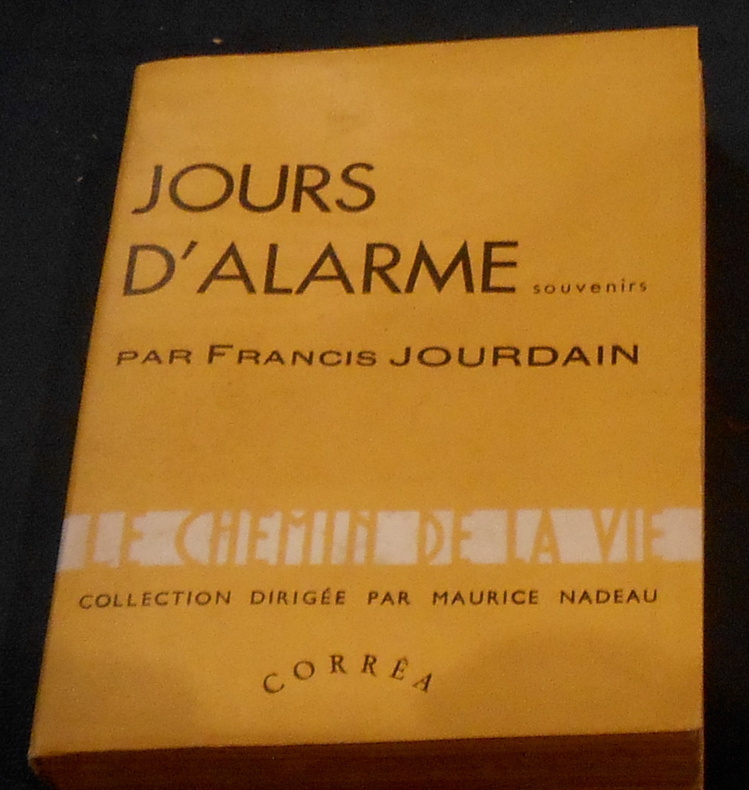 JOURS
D'ALARME souvenirs
PAR FRANCIS JOURDAIN
LE CHEMIN DE LA VIE
COLLECTION DIRIGÉE PAR MAURICE NADEAU
CORRÊA